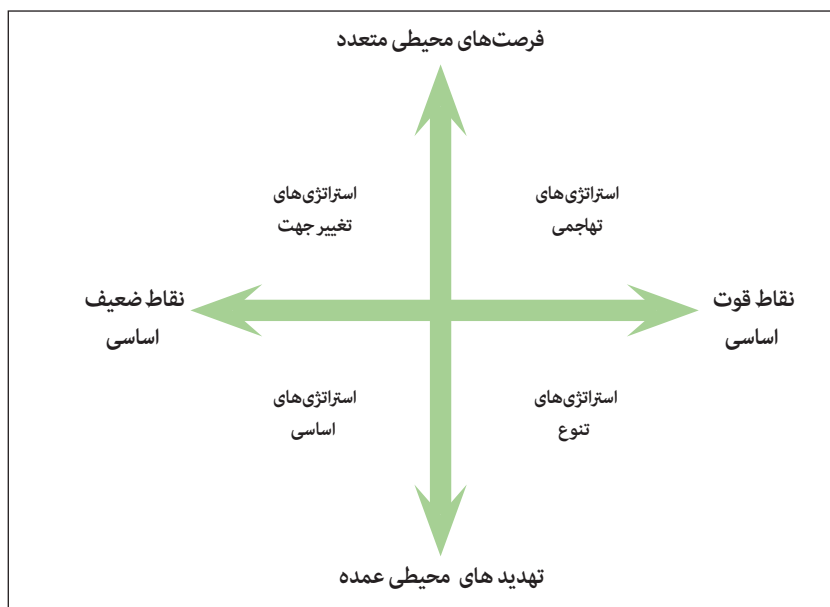 فرصت‌های محیطی متعدد
استراتژی‌های
تهاجمی
استراتژی‌های
تغییر جهت
نقاط قوت
اساسی
نقاط ضعیف
اساسی
استراتژی‌های
تنوع
استراتژی‌های
اساسی
تهدید های محیطی عمده